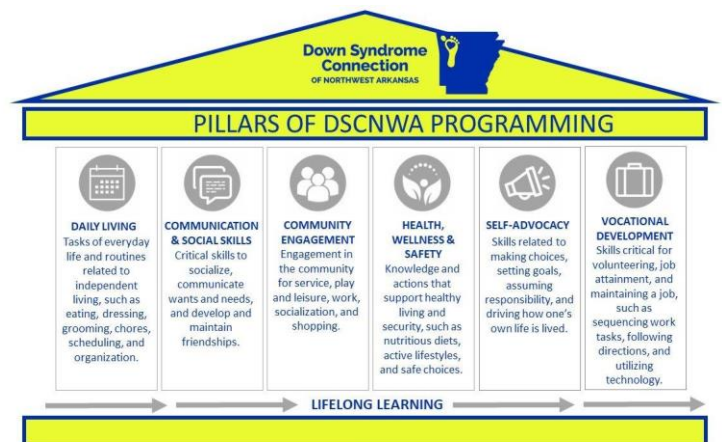 Down Syndrome
Connection
OF NORTHWEST ARKANSAS
PILLARS OF DSCNWA PROGRAMMING
DAILY LIVING
Tasks of everyday
life and routines
related to
independent
living, such as
eating, dressing,
grooming, chores,
scheduling, and
organization.
COMMUNICATION
& SOCIAL SKILLS
Critical skills to
socialize,
communicate
wants and needs,
and develop and
maintain
friendships.
COMMUNITY
ENGAGEMENT
Engagement in
the community
for service, play
and leisure, work,
socialization, and
shopping.
HEALTH,
WELLNESS &
SAFETY
Knowledge and
actions that
support healthy
living and
security, such as
nutritious diets,
active lifestyles,
and safe choices.
SELF-ADVOCACY
Skills related to
making choices,
setting goals,
assuming
responsibility, and
driving how one's
own life is lived.
VOCATIONAL
DEVELOPMENT
Skills critical for
volunteering, job
attainment, and
maintaining a job,
such as
sequencing work
tasks, following
directions, and
utilizing
technology.
LIFELONG LEARNING